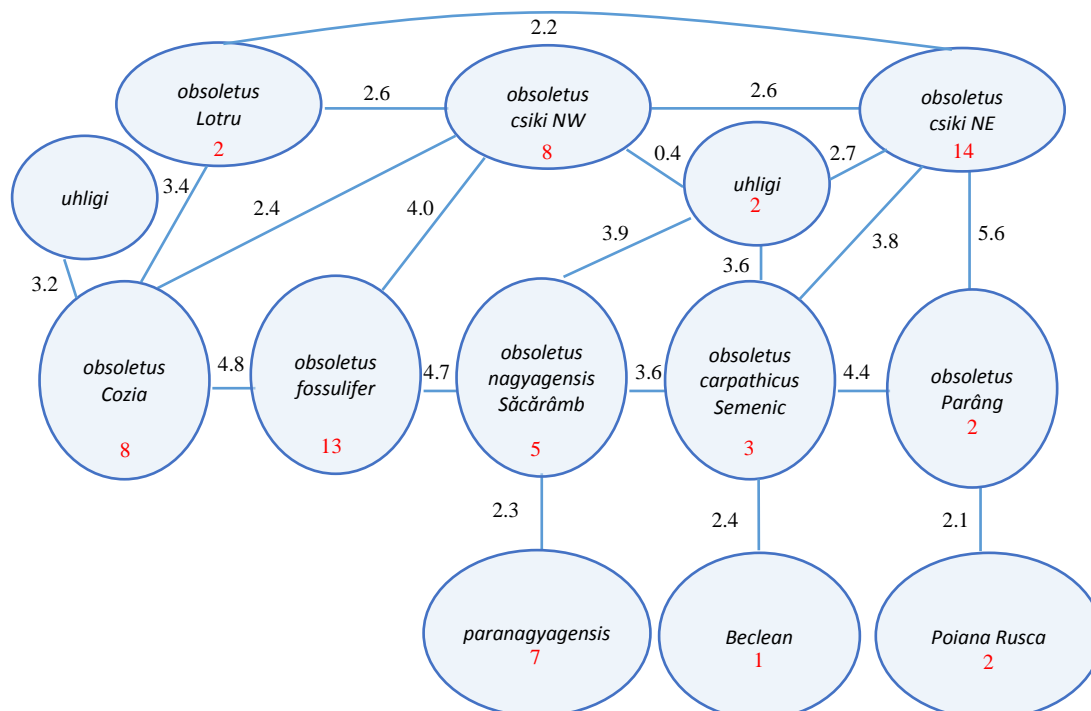 2.2
obsoletus
Lotru
2
2.6
obsoletus
csiki NW
8
2.6
obsoletus
csiki NE
14
uhligi
3.4
2.4
4.0
0.4
uhligi
2
2.7
3.9
3.8
5.6
3.2
3.6
obsoletus
Cozia
8
4.8
obsoletus
fossulifer
13
4.7
obsoletus
nagyagensis
Săcărâmb
5
3.6
obsoletus
carpathicus
Semenic
3
4.4
obsoletus
Parâng
2
2.3
2.4
2.1
paranagyagensis
7
Beclean
1
Poiana Rusca
2